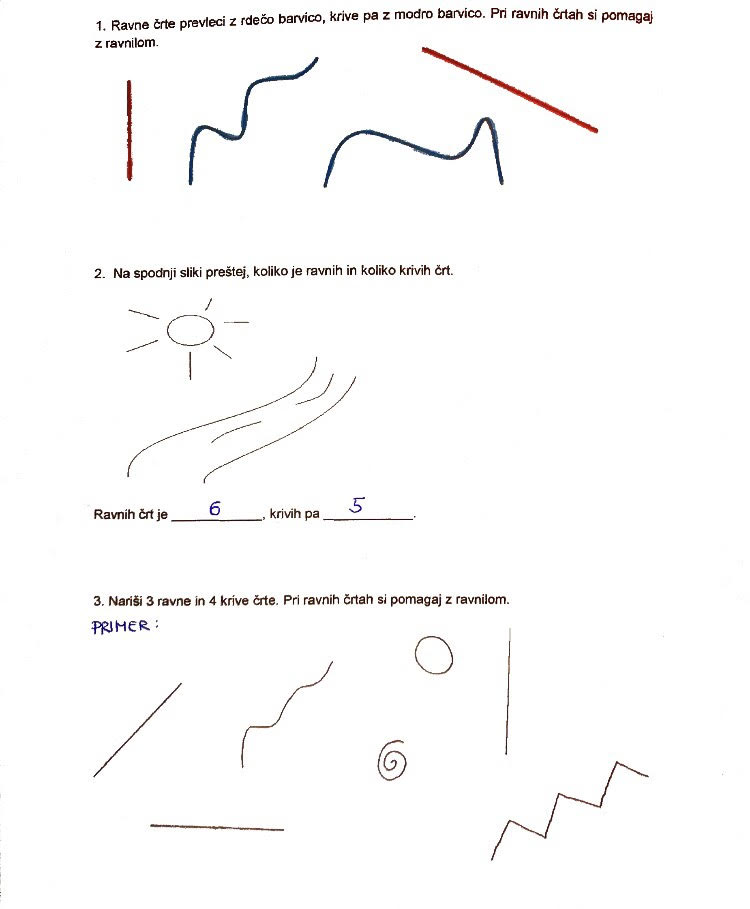 1. Ravne črte prevleci z rdečo barvico, krive pa z modro barvico. Pri ravnih črtah si pomagaj
z ravnilom.
2. Na spodnji sliki preštej, koliko je ravnih in koliko krivih črt.
Ravnih črt je 6, krivih pa 5.
3. Nariši 3 ravne in 4 krive črte. Pri ravnih črtah si pomagaj z ravnilom.
PRIMER: